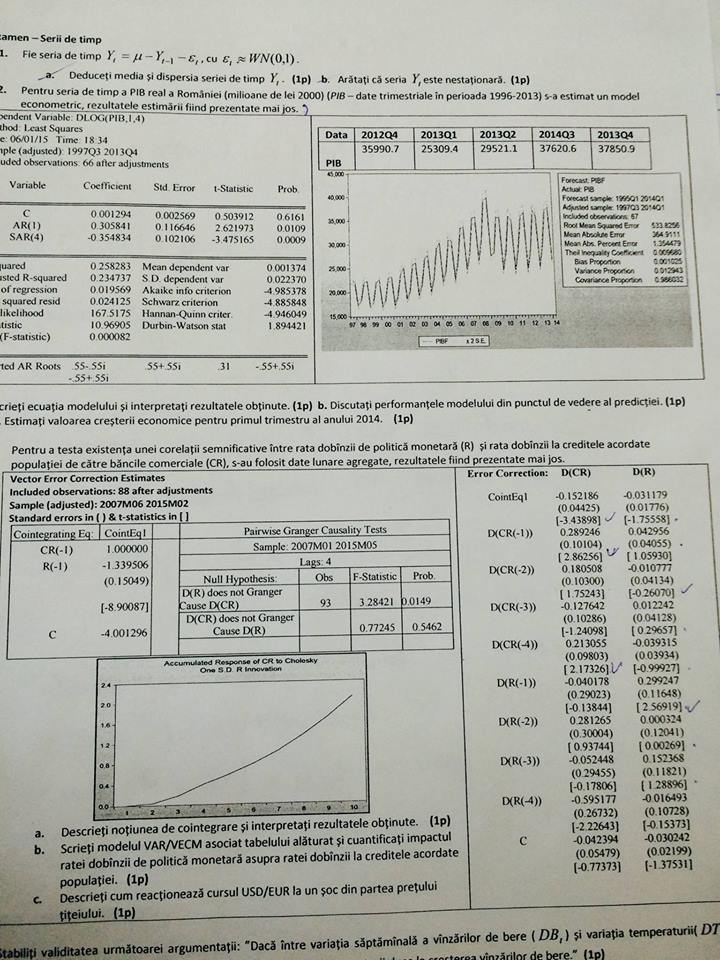 amen – Serii de timp
1. Fie seria de timp Yt = μ − Yt−1 − εt, cu εt ≈ WN(0,1).
a. Deduceți media și dispersia seriei de timp Yt. (1p) b. Arătați că seria Yt este nestaționară. (1p)
2. Pentru seria de timp a PIB real a României (milioane de lei 2000) (PIB – date trimestriale în perioada 1996-2013) s-a estimat un model
econometric, rezultatele estimării fiind prezentate mai jos.
pendent Variable: DLOG(PIB,1,4)
thod: Least Squares
e: 06/01/15 Time: 18:34
mple (adjusted): 1997Q3 2013Q4
uded observations: 66 after adjustments
Variable Coefficient Std. Error t-Statistic Prob.
C 0.001294 0.002569 0.503912 0.6161
AR(1) 0.305841 0.116646 2.621973 0.0109
SAR(4) -0.354834 0.102106 -3.475165 0.0009
quared 0.258283 Mean dependent var 0.001374
usted R-squared 0.234737 S.D. dependent var 0.022370
of regression 0.019569 Akaike info criterion -4.985378
squared resid 0.024125 Schwarz criterion -4.885848
likelihood 167.5175 Hannan-Quinn criter. -4.946049
tistic 10.96905 Durbin-Watson stat 1.894421
(F-statistic) 0.000082
rted AR Roots .55-.55i .55+.55i .31 -.55+.55i
-.55+.55i
Data 2012Q4 2013Q1 2013Q2 2014Q3 2013Q4
PIB 35990.7 25309.4 29521.1 37620.6 37850.9
45,000
40,000
35,000
30,000
25,000
20,000
15,000
97 98 99 00 01 02 03 04 05 06 07 08 09 10 11 12 13 14
PIBF ± 2 S.E.
Forecast: PIBF
Actual: PIB
Forecast sample: 1995Q1 2014Q1
Adjusted sample: 1997Q3 2014Q1
Included observations: 67
Root Mean Squared Error 533.8256
Mean Absolute Error 364.9111
Mean Abs. Percent Error 1.354479
Theil Inequality Coefficient 0.009680
Bias Proportion 0.001025
Variance Proportion 0.012943
Covariance Proportion 0.986032
crieți ecuația modelului și interpretați rezultatele obținute. (1p) b. Discutați performanțele modelului din punctul de vedere al predicției. (1p)
Estimați valoarea creșterii economice pentru primul trimestru al anului 2014. (1p)
Pentru a testa existența unei corelații semnificative între rata dobînzii de politică monetară (R) și rata dobînzii la creditele acordate
populației de către băncile comerciale (CR), s-au folosit date lunare agregate, rezultatele fiind prezentate mai jos.
Vector Error Correction Estimates
Included observations: 88 after adjustments
Sample (adjusted): 2007M06 2015M02
Standard errors in ( ) & t-statistics in [ ]
Cointegrating Eq: CointEq1
CR(-1) 1.000000
R(-1) -1.339506
(0.15049)
[-8.90087]
C -4.001296
Pairwise Granger Causality Tests
Sample: 2007M01 2015M05
Lags: 4
Null Hypothesis: Obs F-Statistic Prob.
D(R) does not Granger
Cause D(CR) 93 3.28421 0.0149
D(CR) does not Granger
Cause D(R) 0.77245 0.5462
Accumulated Response of CR to Cholesky
One S.D. R Innovation
2.4
2.0
1.6
1.2
0.8
0.4
0.0
1 2 3 4 5 6 7 8 9 10
Error Correction: D(CR) D(R)
CointEq1 -0.152186 -0.031179
(0.04425) (0.01776)
[-3.43898] [-1.75558]
D(CR(-1)) 0.289246 0.042956
(0.10104) (0.04055)
[ 2.86256] [ 1.05930]
D(CR(-2)) 0.180508 -0.010777
(0.10300) (0.04134)
[ 1.75243] [-0.26070]
D(CR(-3)) -0.127642 0.012242
(0.10286) (0.04128)
[-1.24098] [ 0.29657]
D(CR(-4)) 0.213055 -0.039315
(0.09803) (0.03934)
[ 2.17326] [-0.99927]
D(R(-1)) -0.040178 0.299247
(0.29023) (0.11648)
[-0.13844] [ 2.56919]
D(R(-2)) 0.281265 0.000324
(0.30004) (0.12041)
[ 0.93744] [ 0.00269]
D(R(-3)) -0.052448 0.152368
(0.29455) (0.11821)
[-0.17806] [ 1.28896]
D(R(-4)) -0.595177 -0.016493
(0.26732) (0.10728)
[-2.22643] [-0.15373]
C -0.042394 -0.030242
(0.05479) (0.02199)
[-0.77373] [-1.37531]
a. Descrieți noțiunea de cointegrare și interpretați rezultatele obținute. (1p)
b. Scrieți modelul VAR/VECM asociat tabelului alăturat și cuantificați impactul
ratei dobînzii de politică monetară asupra ratei dobînzii la creditele acordate
populației. (1p)
c. Descrieți cum reacționează cursul USD/EUR la un șoc din partea prețului
țițeiului. (1p)
Stabiliți validitatea următoarei argumentații: “Dacă între variația săptămînală a vînzărilor de bere ( DBt ) și variația temperaturii( DT
creșterea vînzărilor de bere.” (1p)